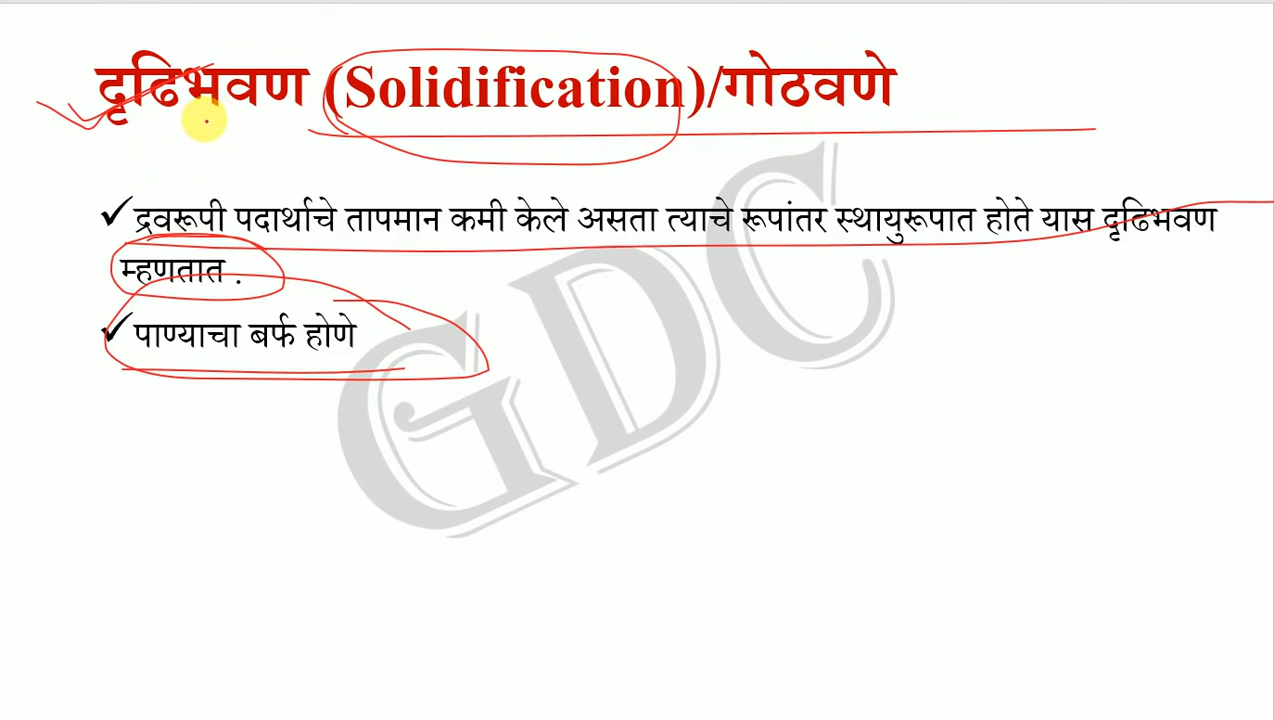 दृढिभवण (Solidification)/गोठवणे
✓द्रवरूपी पदार्थाचे तापमान कमी केले असता त्याचे रूपांतर स्थायुरूपात होते यास दृढिभवण
म्हणतात .
✓पाण्याचा बर्फ होणे
GDC